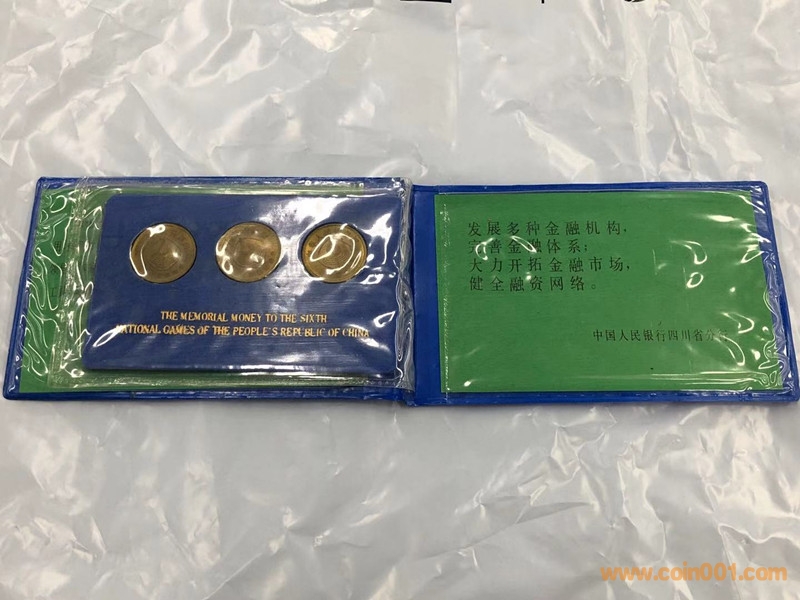 THE MEMORIAL MONEY TO THE SIXTH
NATIONAL GAMES OF THE PEOPLE'S REPUBLIC OF CHINA
发展多种金融机构，
完善金融体系；
大力开拓金融市场，
健全融资网络。
中国人民银行四川省分行
www.coin001.com